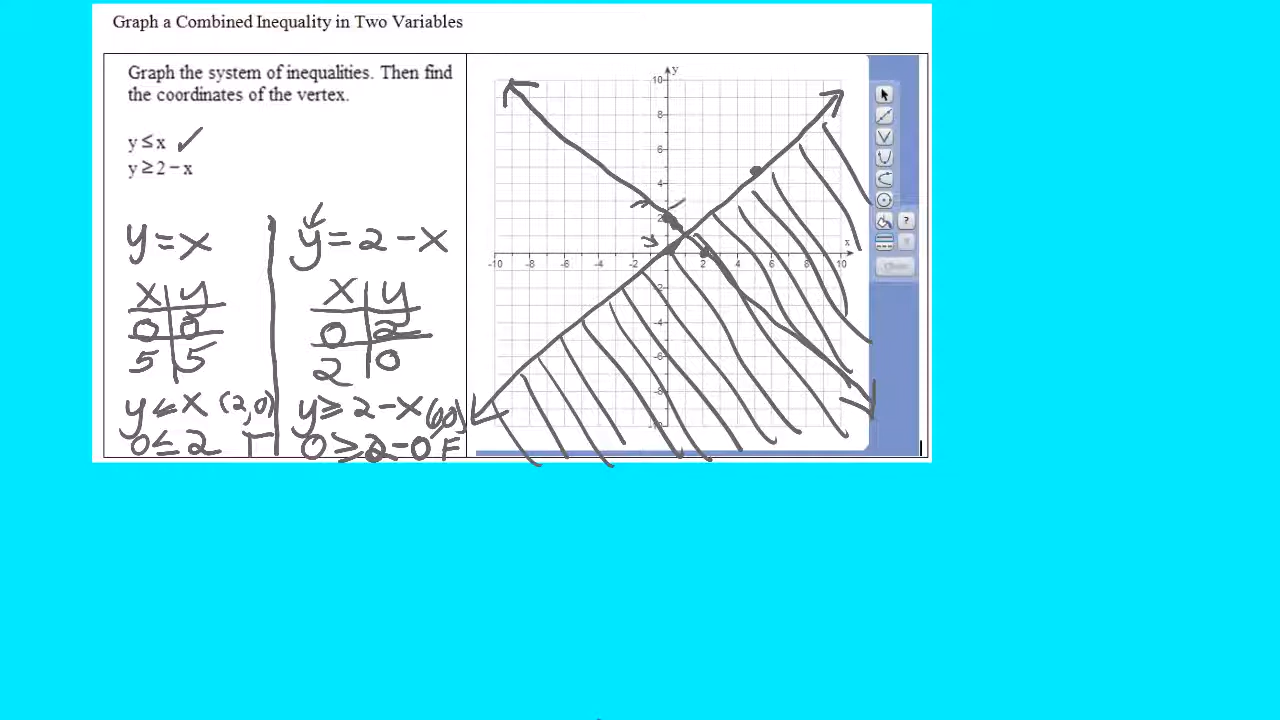 Graph a Combined Inequality in Two Variables
Graph the system of inequalities. Then find
the coordinates of the vertex.
y ≤ x ✓
y ≥ 2 − x
y = x
x y
0 0
5 5
y ≤ x (2,0)
0 ≤ 2 T
y = 2 − x
x y
0 2
2 0
y ≥ 2 − x (0,0)
0 ≥ 2 − 0 F
y
10
8
6
4
2
-10 -8 -6 -4 -2 2 4 6 8 10 x
-2
-4
-6
-8
-10
?